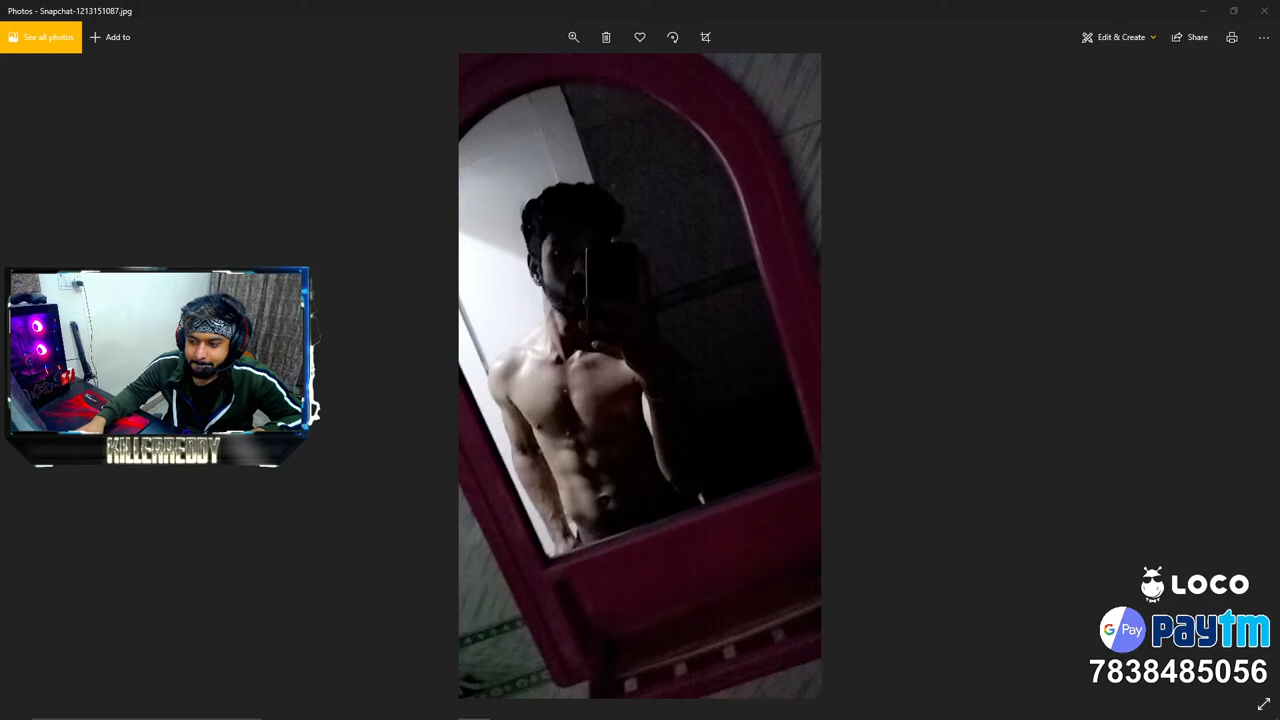 Photos - Snapchat-1213151087.jpg
See all photos
Add to
Edit & Create
Share
KILLERREDDY
LOCO
G Pay
paytm
7838485056